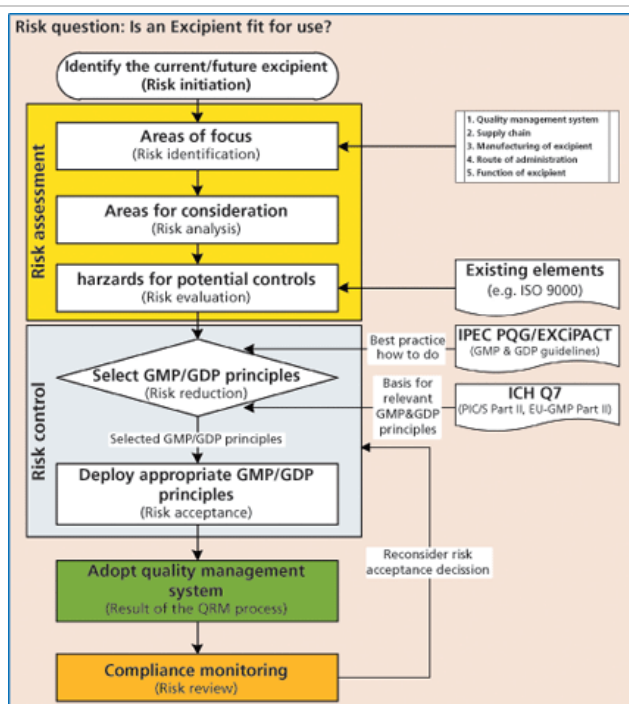 Risk question: Is an Excipient fit for use?
Identify the current/future excipient
(Risk initiation)
Risk assessment
Areas of focus
(Risk identification)
1. Quality management system
2. Supply chain
3. Manufacturing of excipient
4. Route of administration
5. Function of excipient
Areas for consideration
(Risk analysis)
harzards for potential controls
(Risk evaluation)
Existing elements
(e.g. ISO 9000)
Risk control
Select GMP/GDP principles
(Risk reduction)
Best practice
how to do
IPEC PQG/EXCiPACT
(GMP & GDP guidelines)
Basis for
relevant
GMP&GDP
principles
ICH Q7
(PIC/S Part II, EU-GMP Part II)
Selected GMP/GDP principles
Deploy appropriate GMP/GDP
principles
(Risk acceptance)
Reconsider risk
acceptance decission
Adopt quality management
system
(Result of the QRM process)
Compliance monitoring
(Risk review)